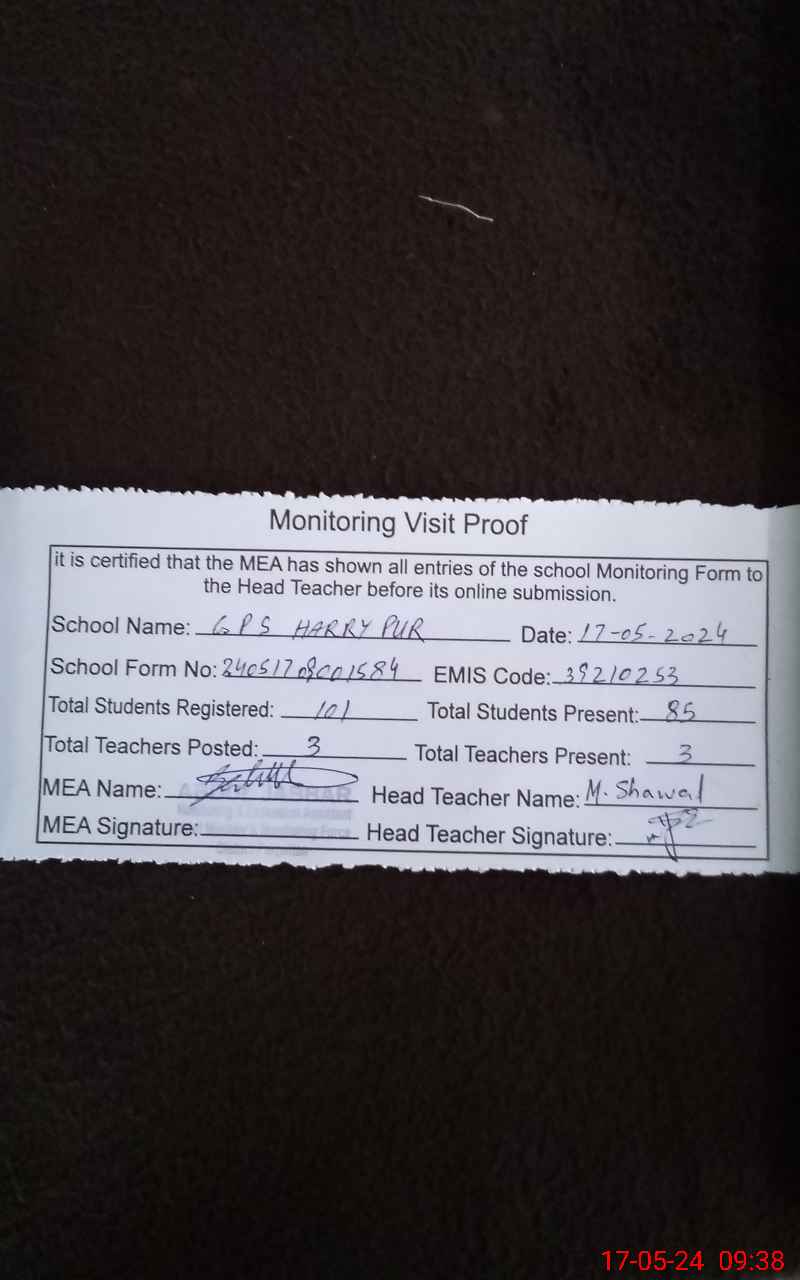 Monitoring Visit Proof
it is certified that the MEA has shown all entries of the school Monitoring Form to
the Head Teacher before its online submission.
School Name: GPS HARRY PUR Date: 17-05-2024
School Form No: 24051708001584 EMIS Code: 39210253
Total Students Registered: 101 Total Students Present: 85
Total Teachers Posted: 3 Total Teachers Present: 3
MEA Name: Head Teacher Name: M. Shawal
MEA Signature: Head Teacher Signature:
17-05-24 09:38